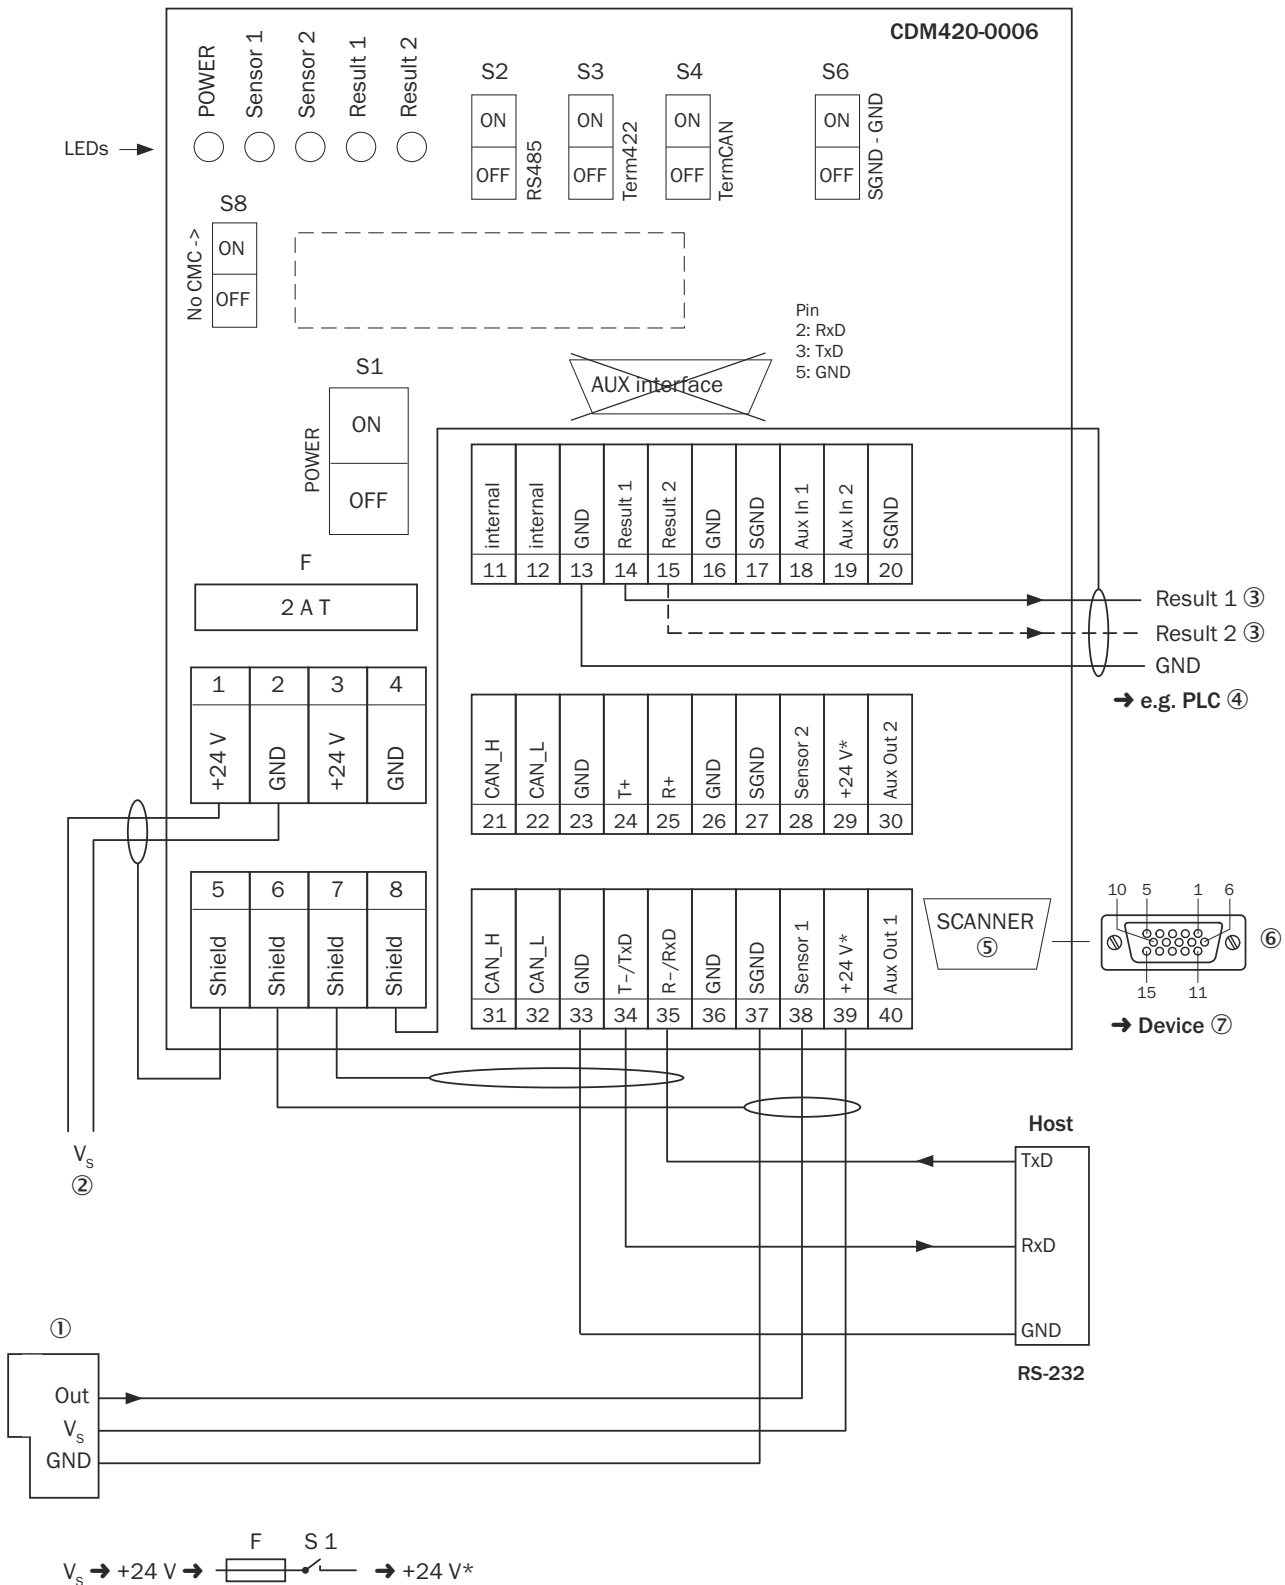 CDM420-0006
POWER
Sensor 1
Sensor 2
Result 1
Result 2
LEDs
S2
ON
OFF
RS485
S3
ON
OFF
Term422
S4
ON
OFF
TermCAN
S6
ON
OFF
SGND - GND
S8
No CMC ->
ON
OFF
Pin
2: RxD
3: TxD
5: GND
AUX interface
S1
POWER
ON
OFF
F
2 A T
internal
internal
GND
Result 1
Result 2
GND
SGND
Aux In 1
Aux In 2
SGND
11 12 13 14 15 16 17 18 19 20
Result 1 ③
Result 2 ③
GND
➔ e.g. PLC ④
1 2 3 4
+24 V
GND
+24 V
GND
CAN_H
CAN_L
GND
T+
R+
GND
SGND
Sensor 2
+24 V*
Aux Out 2
21 22 23 24 25 26 27 28 29 30
5 6 7 8
Shield
Shield
Shield
Shield
CAN_H
CAN_L
GND
T–/TxD
R–/RxD
GND
SGND
Sensor 1
+24 V*
Aux Out 1
31 32 33 34 35 36 37 38 39 40
SCANNER
⑤
10 5 1 6
⑥
15 11
➔ Device ⑦
Vs
②
Host
TxD
RxD
GND
RS-232
①
Out
Vs
GND
F S 1
Vs ➔ +24 V ➔ ➔ +24 V*